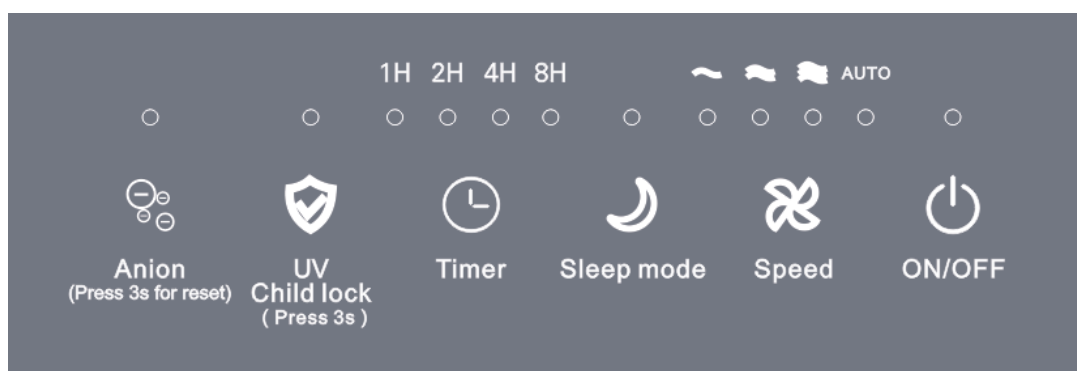 1H 2H 4H 8H AUTO
Anion
(Press 3s for reset)
UV
Child lock
( Press 3s )
Timer
Sleep mode
Speed
ON/OFF